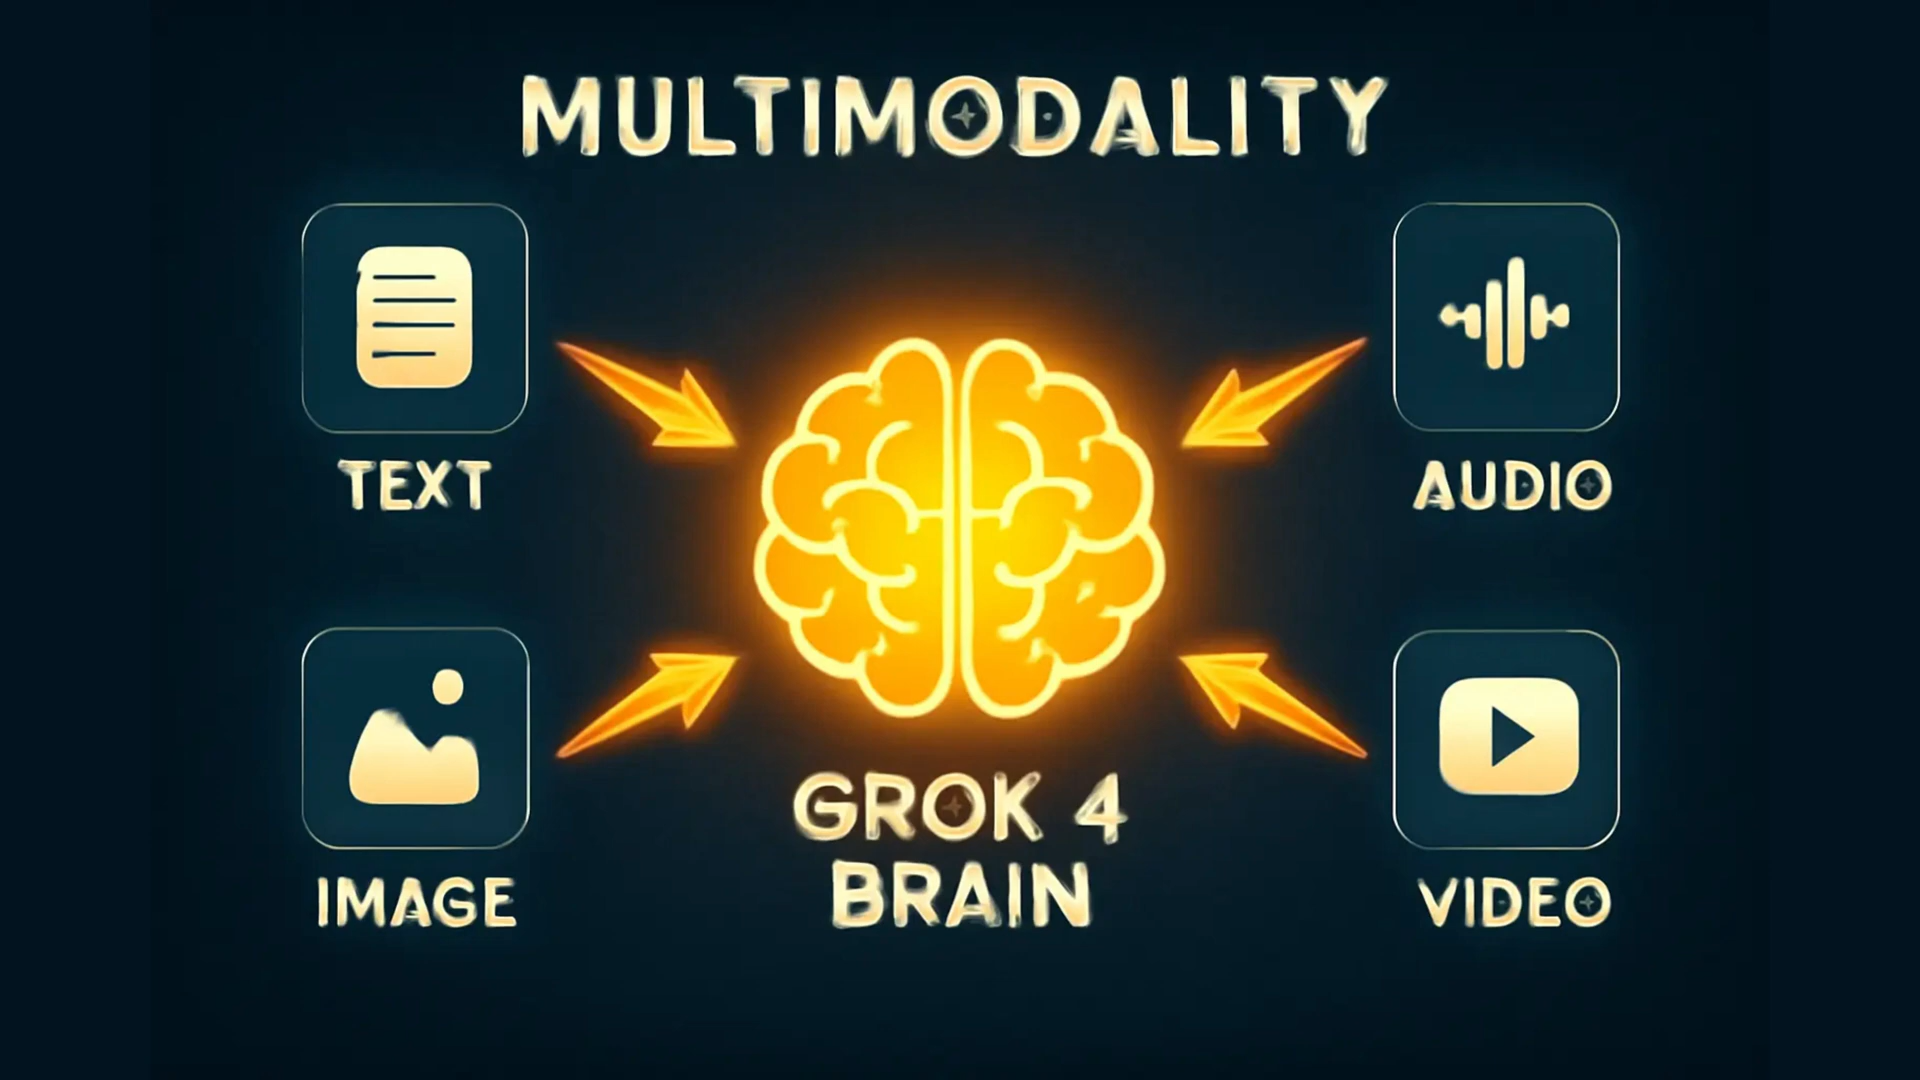 MULTIMODALITY
TEXT
AUDIO
IMAGE
GROK 4
BRAIN
VIDEO